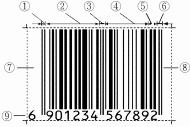 ① ② ③ ④ ⑤ ⑥
⑦ ⑧
⑨ 6 901234 567892